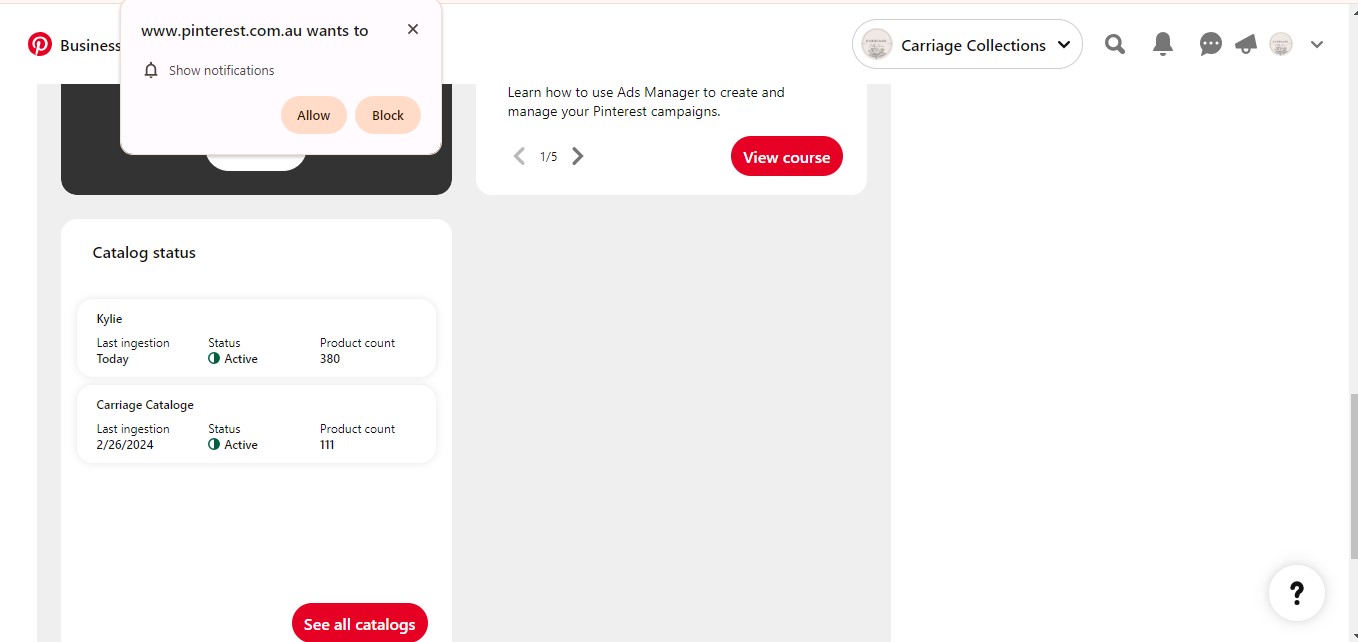 www.pinterest.com.au wants to
Show notifications
Allow
Block
Business
Carriage Collections
Learn how to use Ads Manager to create and
manage your Pinterest campaigns.
1/5
View course
Catalog status
Kylie
Last ingestion Status Product count
Today Active 380
Carriage Cataloge
Last ingestion Status Product count
2/26/2024 Active 111
See all catalogs
?